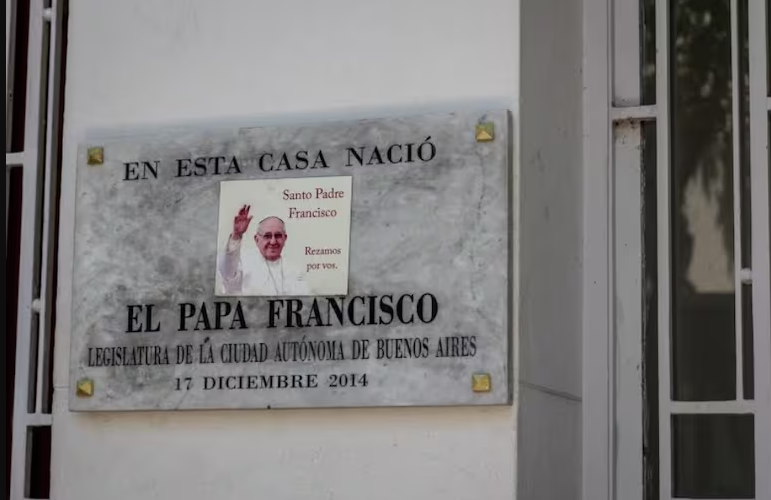 EN ESTA CASA NACIÓ
Santo Padre
Francisco
Rezamos
por vos.
EL PAPA FRANCISCO
LEGISLATURA DE LA CIUDAD AUTÓNOMA DE BUENOS AIRES
17 DICIEMBRE 2014